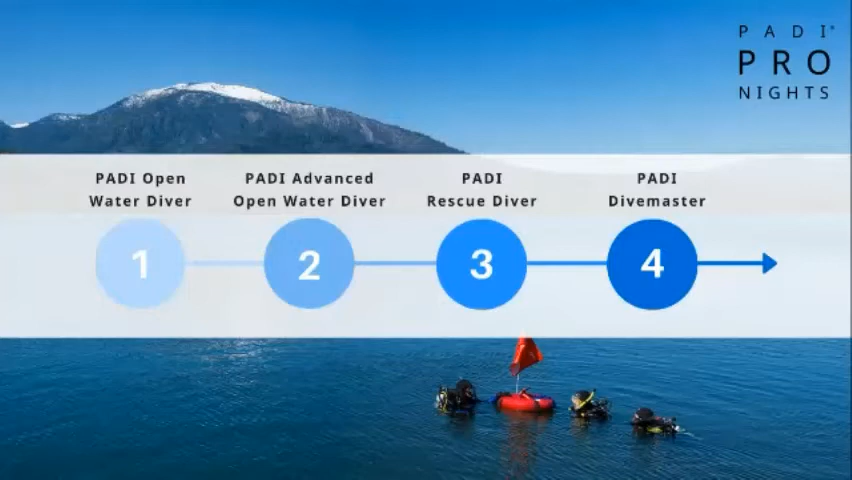 PADI®
PRO
NIGHTS
PADI Open
Water Diver
PADI Advanced
Open Water Diver
PADI
Rescue Diver
PADI
Divemaster
1
2
3
4